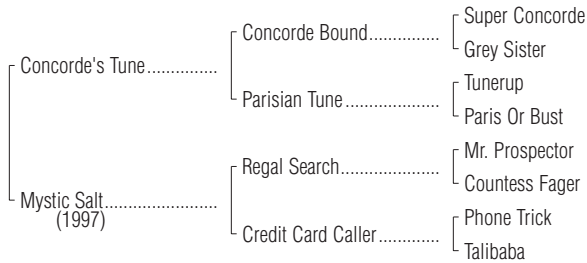 Super Concorde
Concorde Bound...............
Grey Sister
Concorde's Tune...............
Tunerup
Parisian Tune....................
Paris Or Bust
Mr. Prospector
Regal Search.....................
Countess Fager
Mystic Salt........................
(1997)
Phone Trick
Credit Card Caller.............
Talibaba